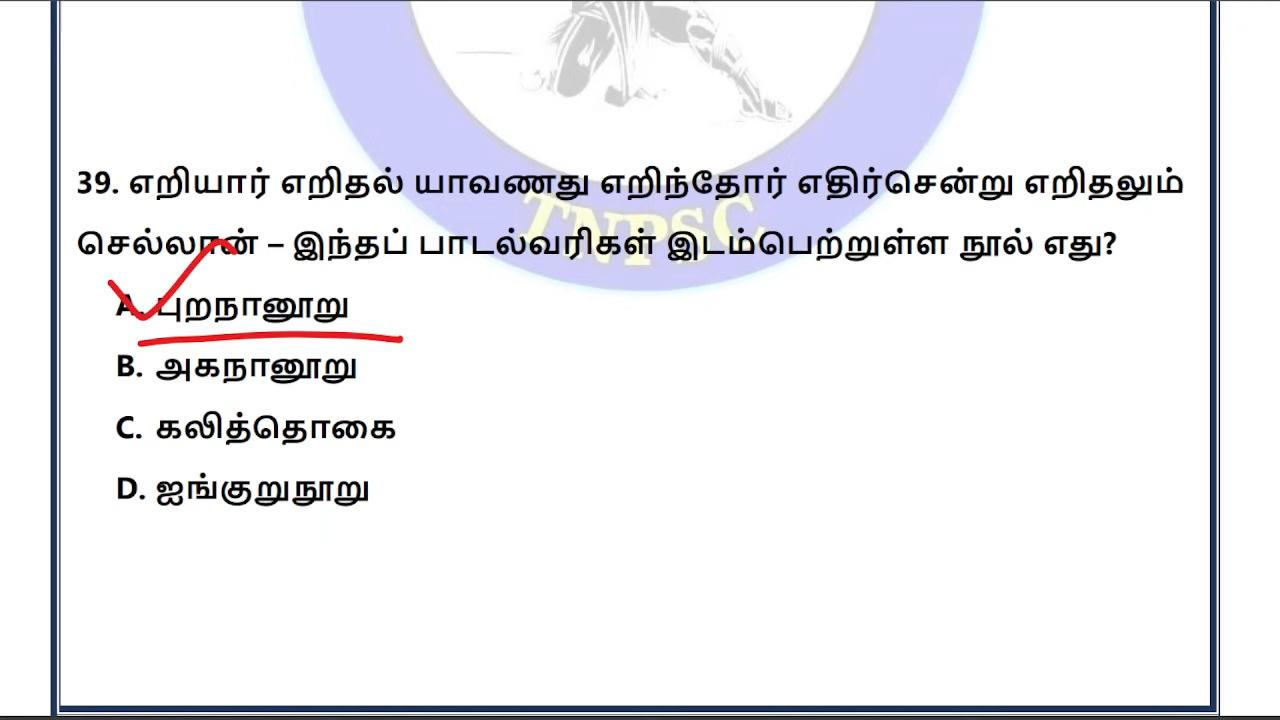 39. எறியார் எறிதல் யாவணது எறிந்தோர் எதிர்சென்று எறிதலும்
TNPSC
செல்லான் – இந்தப் பாடல்வரிகள் இடம்பெற்றுள்ள நூல் எது?
A. புறநானூறு
B. அகநானூறு
C. கலித்தொகை
D. ஐங்குறுநூறு